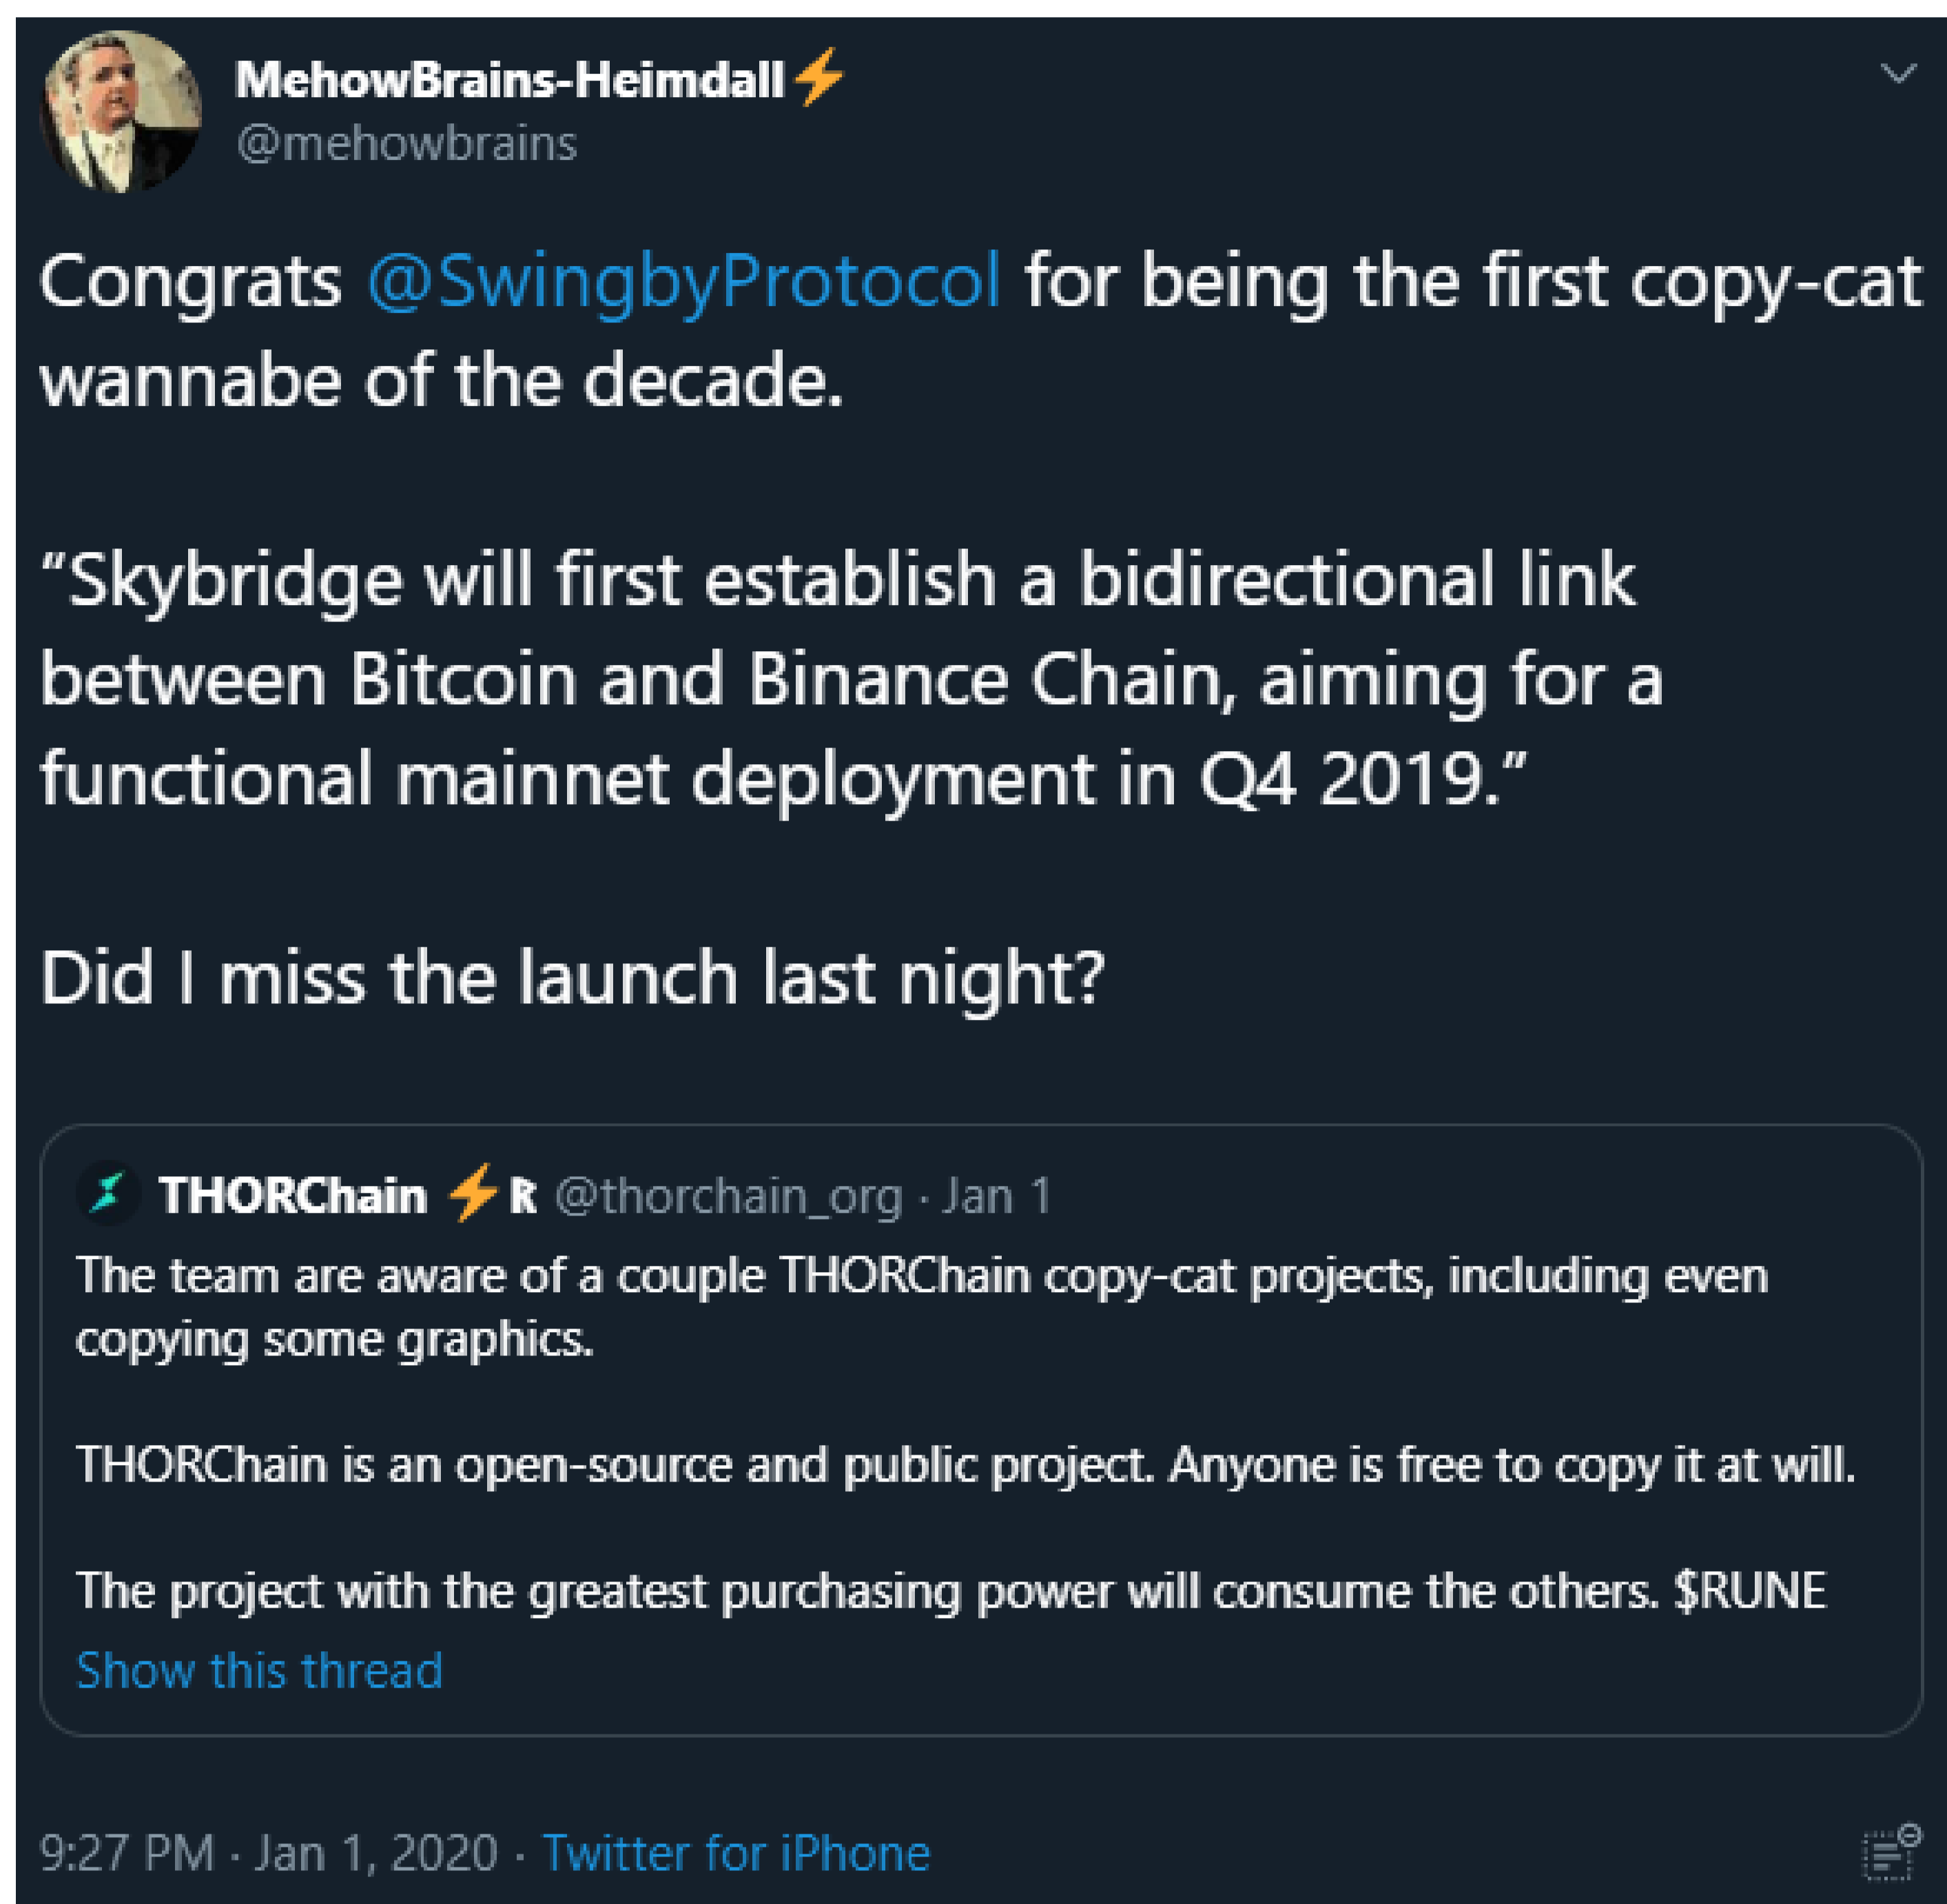 MehowBrains-Heimdall⚡
@mehowbrains
Congrats @SwingbyProtocol for being the first copy-cat
wannabe of the decade.
“Skybridge will first establish a bidirectional link
between Bitcoin and Binance Chain, aiming for a
functional mainnet deployment in Q4 2019.”
Did I miss the launch last night?
THORChain ⚡ᚱ @thorchain_org · Jan 1
The team are aware of a couple THORChain copy-cat projects, including even
copying some graphics.
THORChain is an open-source and public project. Anyone is free to copy it at will.
The project with the greatest purchasing power will consume the others. $RUNE
Show this thread
9:27 PM · Jan 1, 2020 · Twitter for iPhone